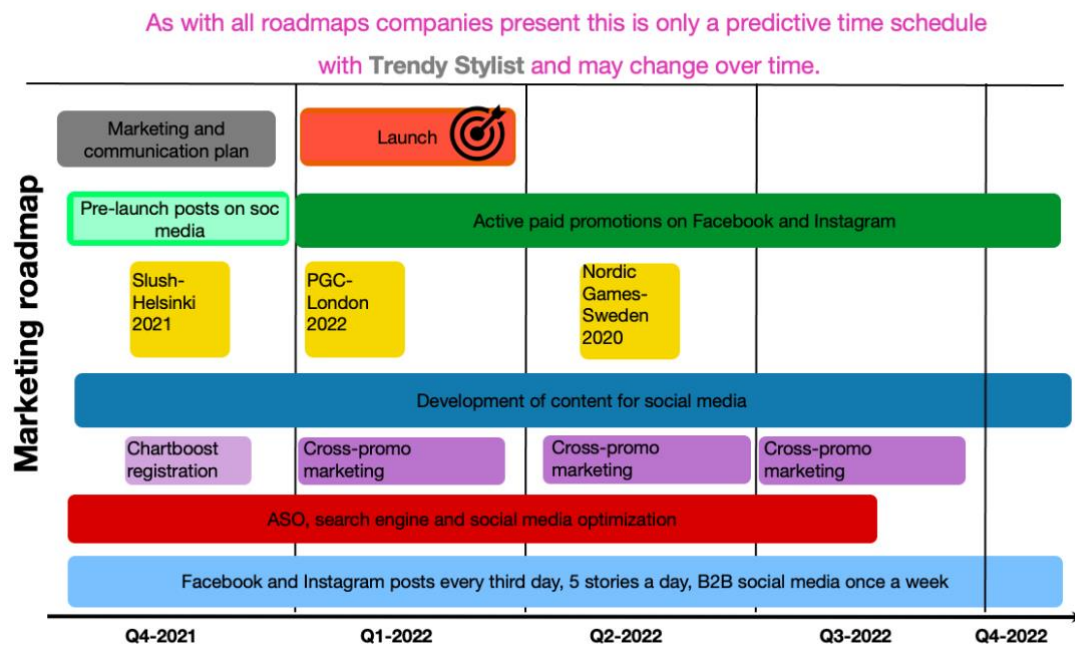 As with all roadmaps companies present this is only a predictive time schedule
with Trendy Stylist and may change over time.
Marketing roadmap
Marketing and
communication plan
Launch
Pre-launch posts on soc
media
Active paid promotions on Facebook and Instagram
Slush-
Helsinki
2021
PGC-
London
2022
Nordic
Games-
Sweden
2020
Development of content for social media
Chartboost
registration
Cross-promo
marketing
Cross-promo
marketing
Cross-promo
marketing
ASO, search engine and social media optimization
Facebook and Instagram posts every third day, 5 stories a day, B2B social media once a week
Q4-2021
Q1-2022
Q2-2022
Q3-2022
Q4-2022